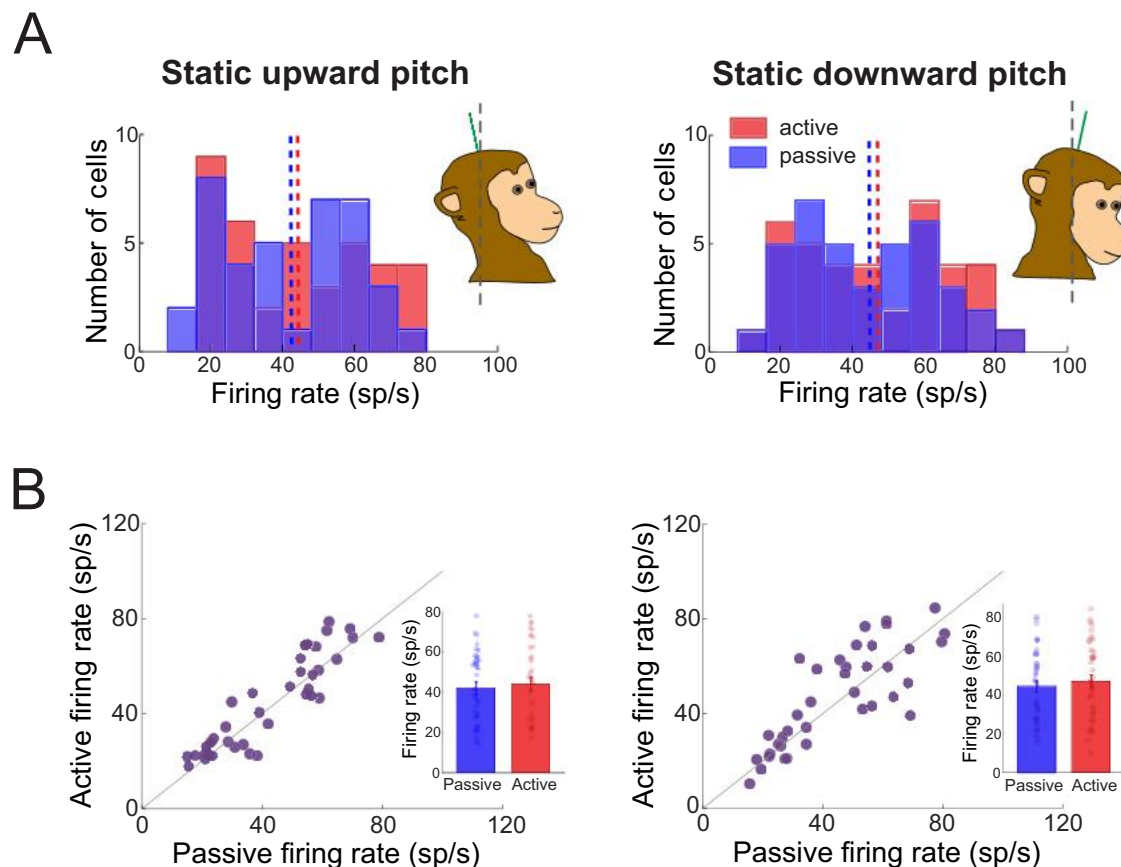 A
Static upward pitch
Number of cells
10
5
0
20
40
60
80
100
Firing rate (sp/s)
Static downward pitch
active
passive
Number of cells
10
5
0
0
20
40
60
80
100
Firing rate (sp/s)
B
Active firing rate (sp/s)
120
80
40
0
0
40
80
120
Passive firing rate (sp/s)
Firing rate (sp/s)
80
60
40
20
0
Passive
Active
Active firing rate (sp/s)
120
80
40
0
0
40
80
120
Passive firing rate (sp/s)
Firing rate (sp/s)
80
60
40
20
0
Passive
Active